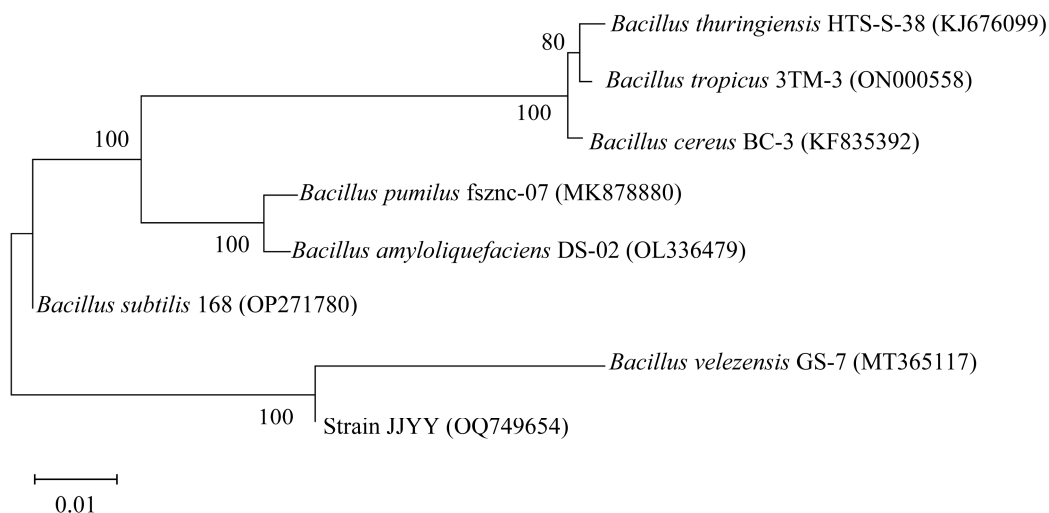 Bacillus thuringiensis HTS-S-38 (KJ676099)
80
Bacillus tropicus 3TM-3 (ON000558)
100
Bacillus cereus BC-3 (KF835392)
100
Bacillus pumilus fsznc-07 (MK878880)
100
Bacillus amyloliquefaciens DS-02 (OL336479)
Bacillus subtilis 168 (OP271780)
Bacillus velezensis GS-7 (MT365117)
100
Strain JJYY (OQ749654)
0.01